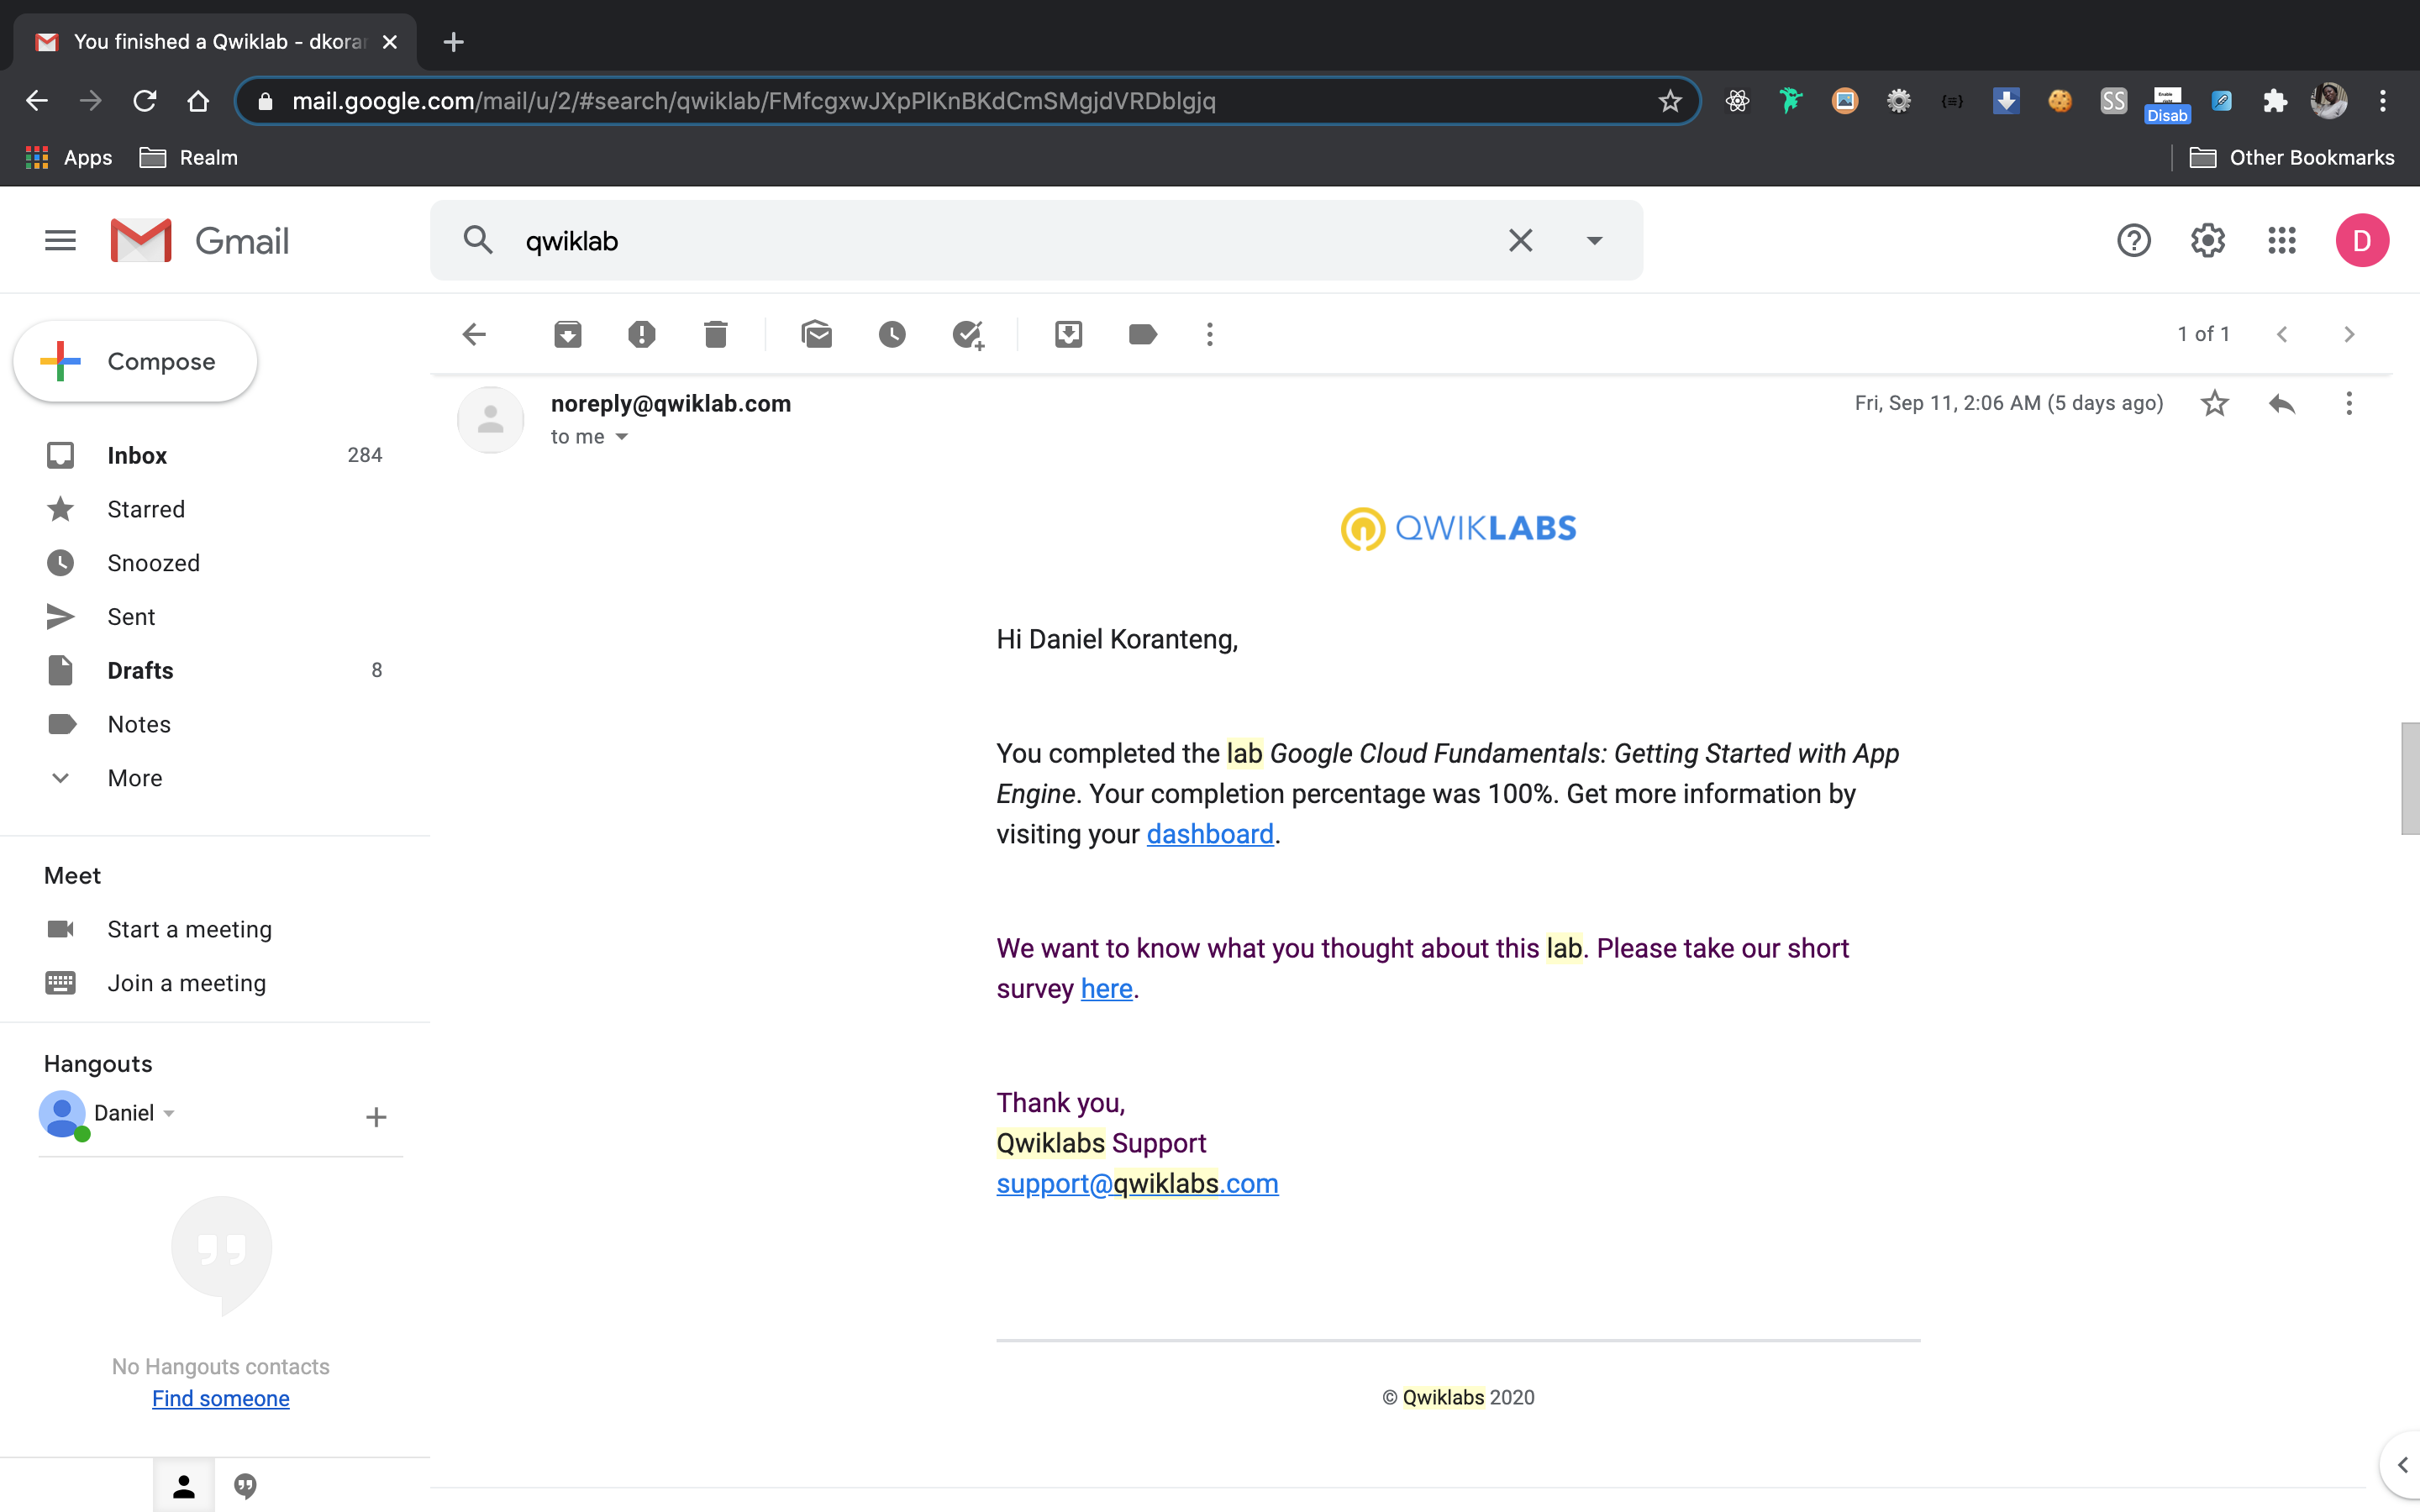 You finished a Qwiklab - dkoran
mail.google.com/mail/u/2/#search/qwiklab/FMfcgxwJXpPlKnBKdCmSMgjdVRDblgjq
SS
Disab
Apps
Realm
Other Bookmarks
Gmail
qwiklab
D
Compose
1 of 1
noreply@qwiklab.com
Fri, Sep 11, 2:06 AM (5 days ago)
to me
Inbox 284
Starred
Snoozed
Sent
Drafts 8
Notes
More
Meet
Start a meeting
Join a meeting
Hangouts
Daniel
No Hangouts contacts
Find someone
QWIKLABS
Hi Daniel Koranteng,
You completed the lab Google Cloud Fundamentals: Getting Started with App
Engine. Your completion percentage was 100%. Get more information by
visiting your dashboard.
We want to know what you thought about this lab. Please take our short
survey here.
Thank you,
Qwiklabs Support
support@qwiklabs.com
© Qwiklabs 2020